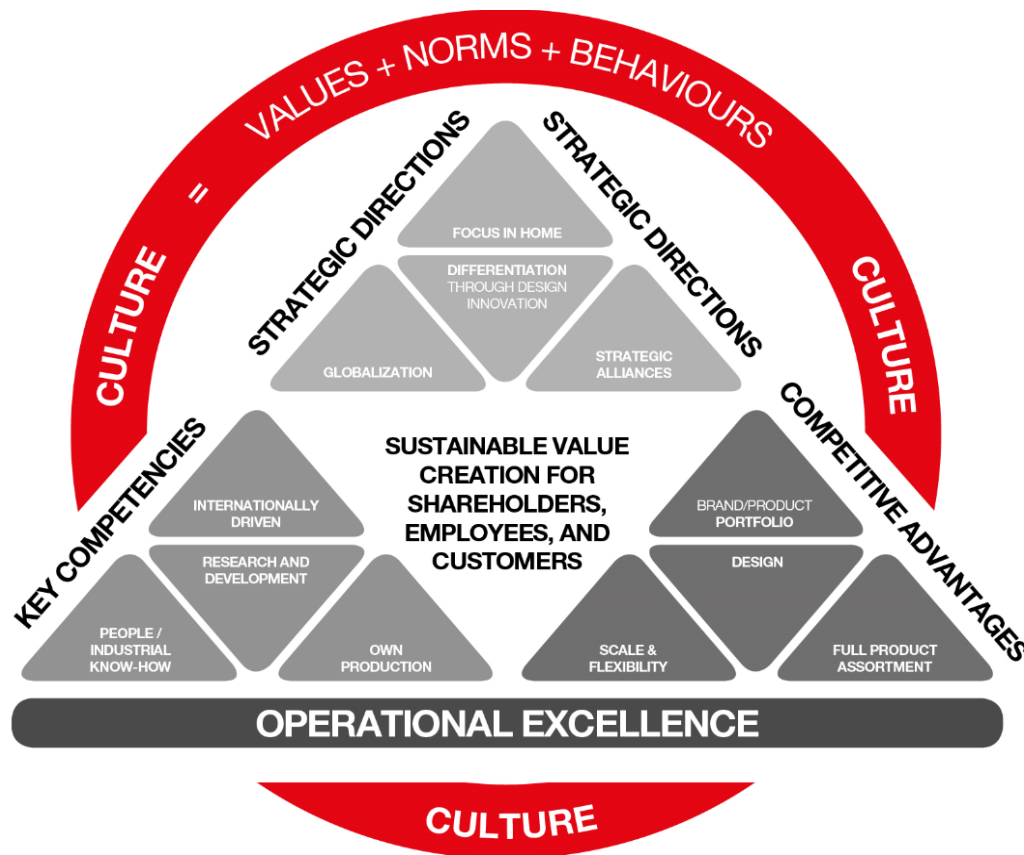 CULTURE = VALUES + NORMS + BEHAVIOURS
CULTURE
STRATEGIC DIRECTIONS
STRATEGIC DIRECTIONS
FOCUS IN HOME
DIFFERENTIATION
THROUGH DESIGN
INNOVATION
GLOBALIZATION
STRATEGIC
ALLIANCES
KEY COMPETENCIES
INTERNATIONALLY
DRIVEN
RESEARCH AND
DEVELOPMENT
PEOPLE /
INDUSTRIAL
KNOW-HOW
OWN
PRODUCTION
SUSTAINABLE VALUE
CREATION FOR
SHAREHOLDERS,
EMPLOYEES, AND
CUSTOMERS
COMPETITIVE ADVANTAGES
BRAND/PRODUCT
PORTFOLIO
DESIGN
SCALE &
FLEXIBILITY
FULL PRODUCT
ASSORTMENT
OPERATIONAL EXCELLENCE
CULTURE